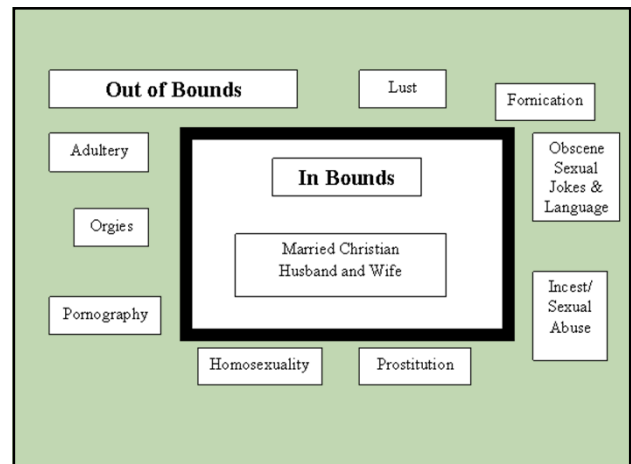 Out of Bounds
Lust
Fornication
Adultery
Orgies
Pornography
In Bounds
Married Christian
Husband and Wife
Obscene
Sexual
Jokes &
Language
Incest/
Sexual
Abuse
Homosexuality
Prostitution